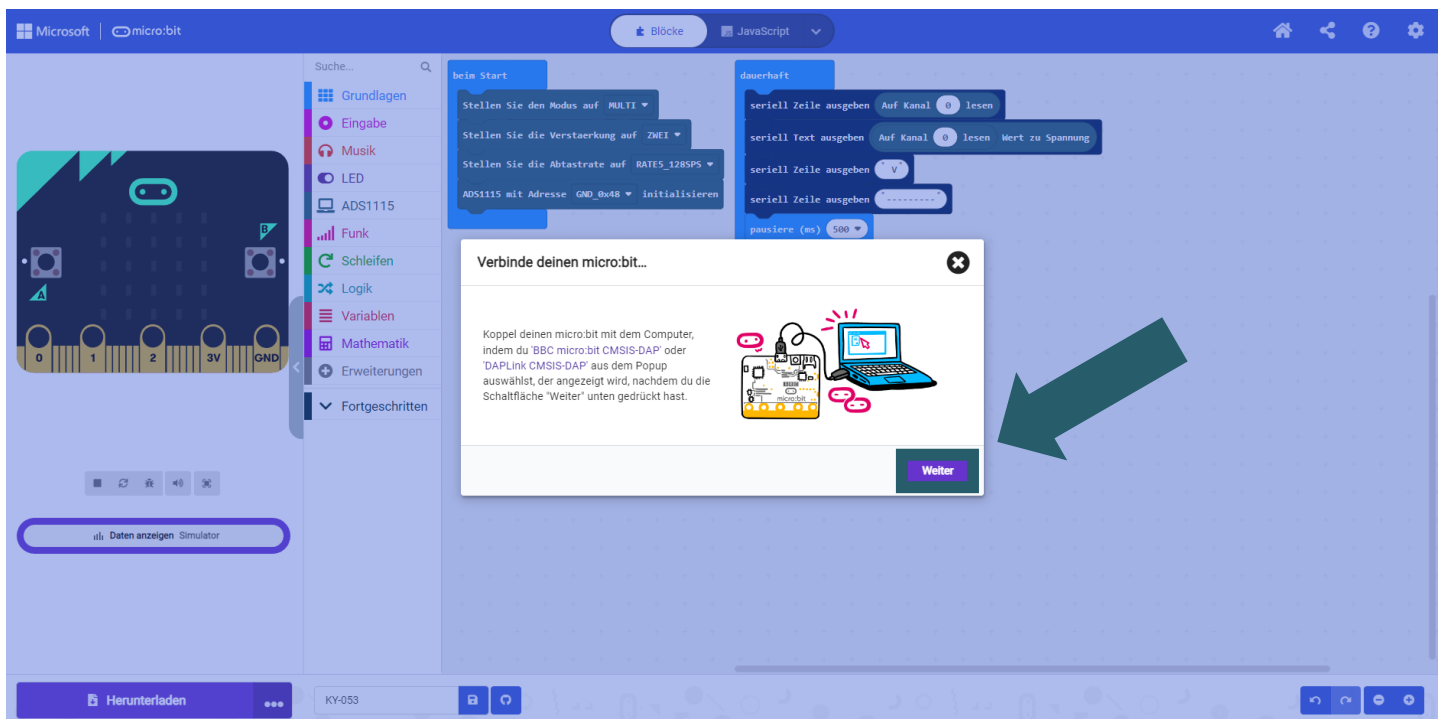 Microsoft
micro:bit
Blöcke
JavaScript
Suche...
Grundlagen
Eingabe
Musik
LED
ADS1115
Funk
Schleifen
Logik
Variablen
Mathematik
Erweiterungen
Fortgeschritten
B
A
0 1 2 3V GND
Daten anzeigen Simulator
beim Start
Stellen Sie den Modus auf MULTI
Stellen Sie die Verstaerkung auf ZWEI
Stellen Sie die Abtastrate auf RATE5_128SPS
ADS1115 mit Adresse GND_0x48 initialisieren
dauerhaft
seriell Zeile ausgeben Auf Kanal 0 lesen
seriell Text ausgeben Auf Kanal 0 lesen Wert zu Spannung
seriell Zeile ausgeben " V"
seriell Zeile ausgeben "---------"
pausiere (ms) 500
Verbinde deinen micro:bit...
Koppel deinen micro:bit mit dem Computer,
indem du 'BBC micro:bit CMSIS-DAP' oder
'DAPLink CMSIS-DAP' aus dem Popup
auswählst, der angezeigt wird, nachdem du die
Schaltfläche "Weiter" unten gedrückt hast.
micro:bit
Weiter
Herunterladen
KY-053